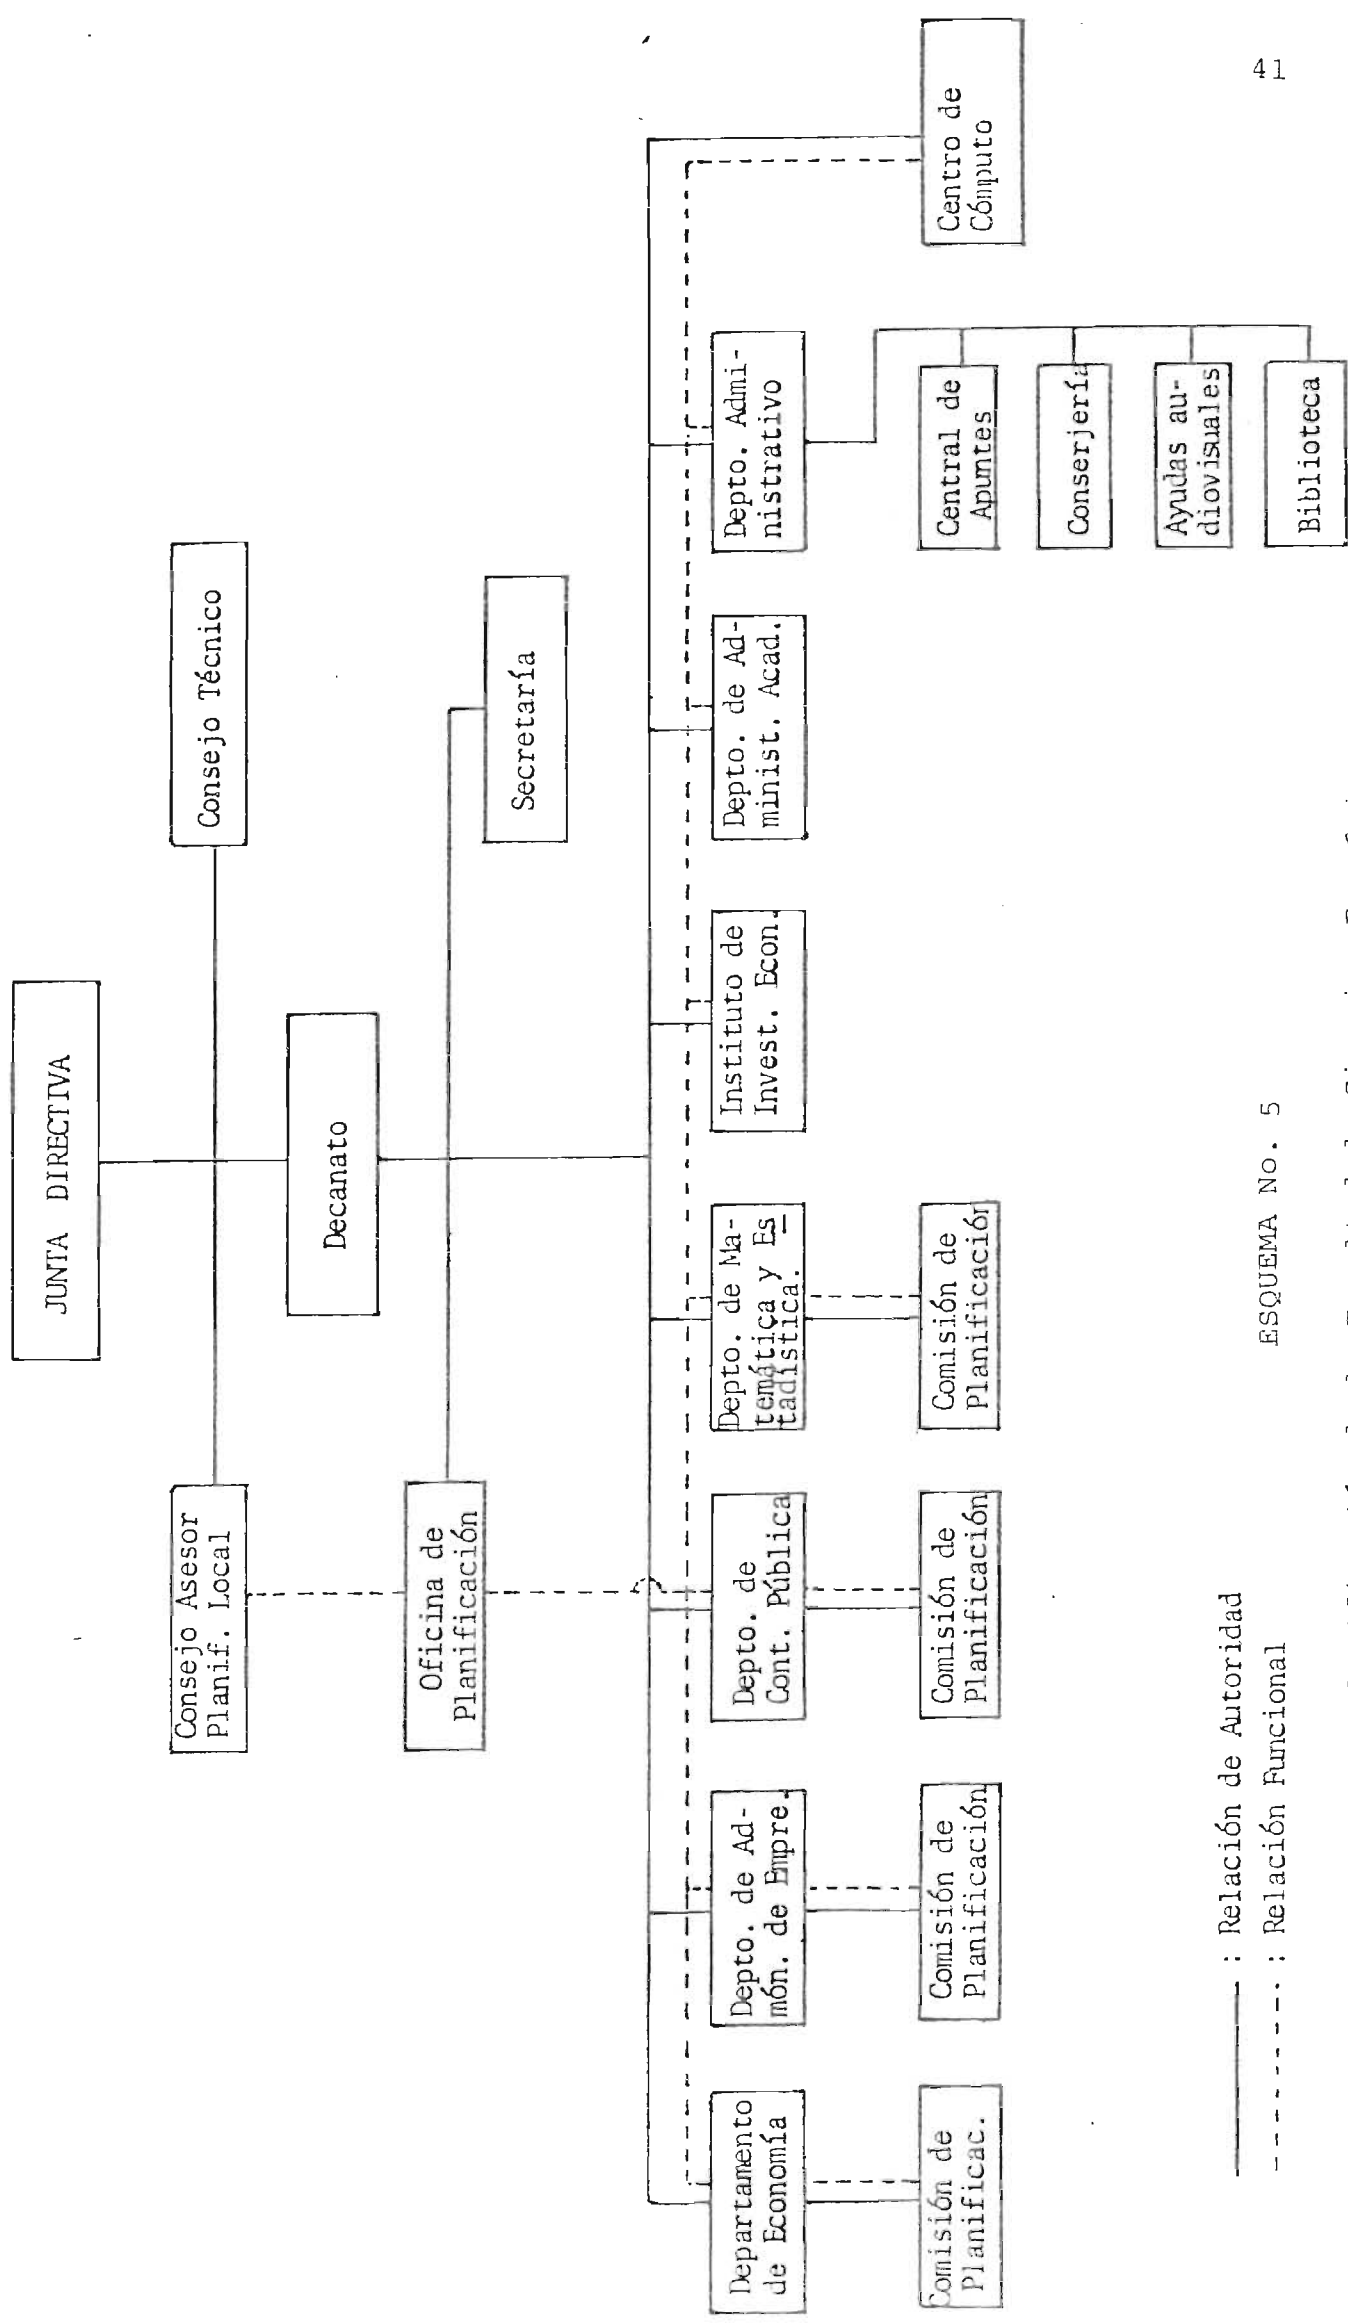 41
JUNTA DIRECTIVA
Consejo Asesor
Planif. Local
Consejo Técnico
Decanato
Oficina de
Planificación
Secretaría
Departamento
de Economía
Depto. de Ad-
món. de Empre.
Depto. de
Cont. Pública
Depto. de Ma-
temática y Es
tadística.
Instituto de
Invest. Econ.
Depto. de Ad-
minist. Acad.
Depto. Admi-
nistrativo
Centro de
Cómputo
Comisión de
Planificac.
Comisión de
Planificación
Comisión de
Planificación
Comisión de
Planificación
Central de
Apuntes
Conserjería
Ayudas au-
diovisuales
Biblioteca
: Relación de Autoridad
: Relación Funcional
ESQUEMA No. 5